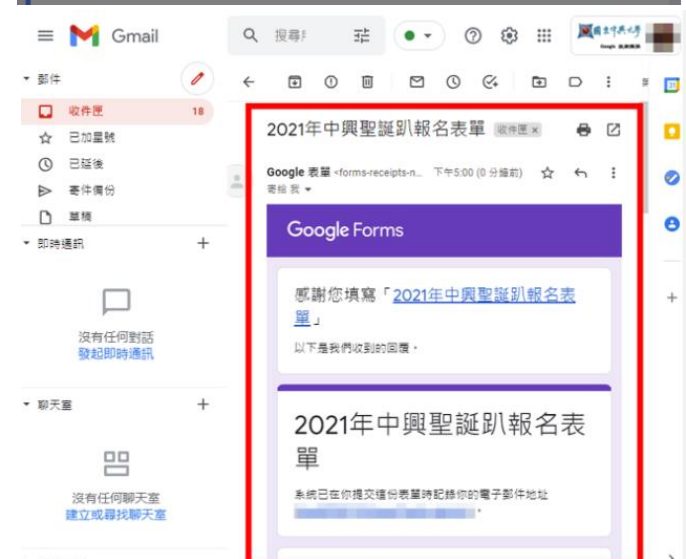 Gmail
搜尋
郵件
收件匣 18
已加星號
已延後
寄件備份
草稿
即時通訊
沒有任何對話
發起即時通訊
聊天室
沒有任何聊天室
建立或尋找聊天室
2021年中興聖誕趴報名表單 收件匣 x
Google 表單 <forms-receipts-n... 下午5:00 (0 分鐘前)
寄給 我
Google Forms
感謝您填寫「2021年中興聖誕趴報名表
單」
以下是我們收到的回覆。
2021年中興聖誕趴報名表
單
系統已在你提交這份表單時記錄你的電子郵件地址
。